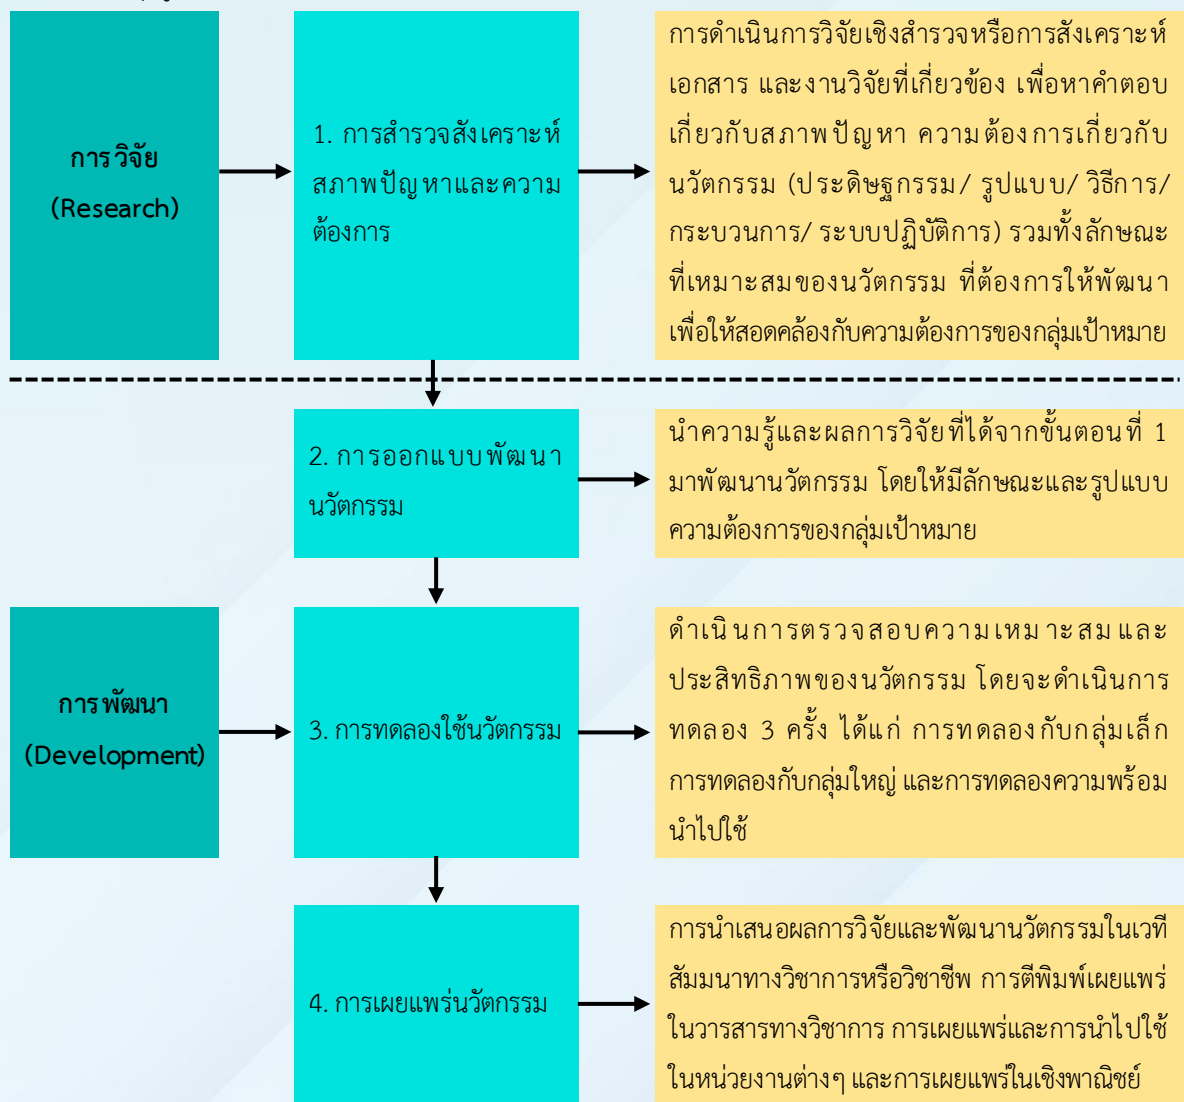 การวิจัย
(Research)
1. การสำรวจสังเคราะห์
สภาพปัญหาและความ
ต้องการ
การดำเนินการวิจัยเชิงสำรวจหรือการสังเคราะห์
เอกสาร และงานวิจัยที่เกี่ยวข้อง เพื่อหาคำตอบ
เกี่ยวกับสภาพปัญหา ความต้องการเกี่ยวกับ
นวัตกรรม (ประดิษฐกรรม/ รูปแบบ/ วิธีการ/
กระบวนการ/ ระบบปฏิบัติการ) รวมทั้งลักษณะ
ที่เหมาะสมของนวัตกรรม ที่ต้องการให้พัฒนา
เพื่อให้สอดคล้องกับความต้องการของกลุ่มเป้าหมาย
2. การออกแบบพัฒนา
นวัตกรรม
นำความรู้และผลการวิจัยที่ได้จากขั้นตอนที่ 1
มาพัฒนานวัตกรรม โดยให้มีลักษณะและรูปแบบ
ความต้องการของกลุ่มเป้าหมาย
การพัฒนา
(Development)
3. การทดลองใช้นวัตกรรม
ดำเนินการตรวจสอบความเหมาะสมและ
ประสิทธิภาพของนวัตกรรม โดยจะดำเนินการ
ทดลอง 3 ครั้ง ได้แก่ การทดลองกับกลุ่มเล็ก
การทดลองกับกลุ่มใหญ่ และการทดลองความพร้อม
นำไปใช้
4. การเผยแพร่นวัตกรรม
การนำเสนอผลการวิจัยและพัฒนานวัตกรรมในเวที
สัมมนาทางวิชาการหรือวิชาชีพ การตีพิมพ์เผยแพร่
ในวารสารทางวิชาการ การเผยแพร่และการนำไปใช้
ในหน่วยงานต่างๆ และการเผยแพร่ในเชิงพาณิชย์